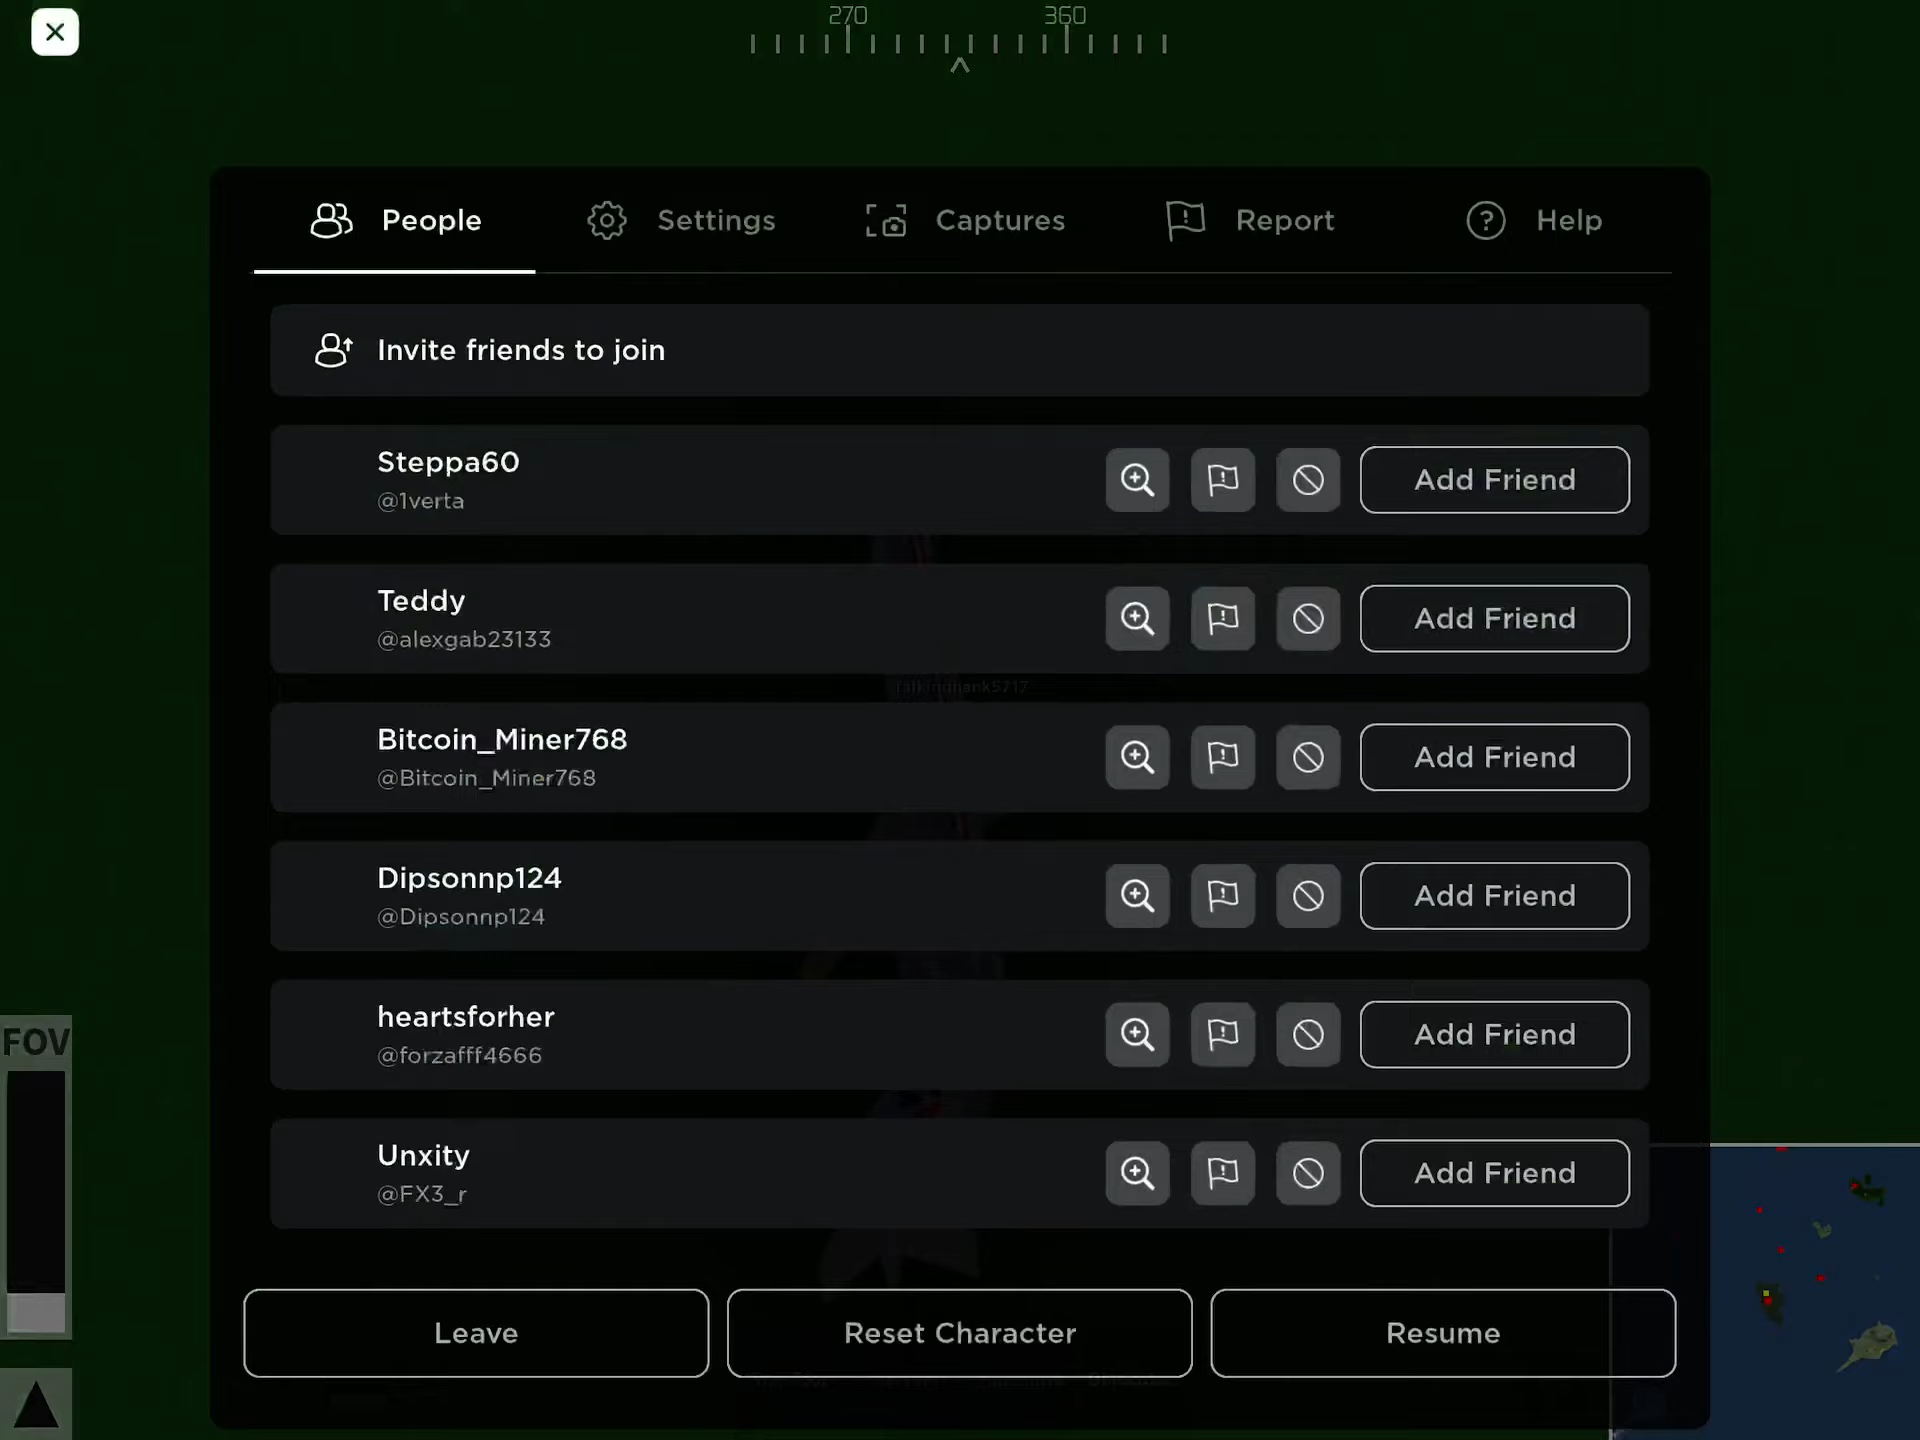 270 360
People Settings Captures Report Help
Invite friends to join
Steppa60
@1verta
Add Friend
Teddy
@alexgab23133
Add Friend
Bitcoin_Miner768
@Bitcoin_Miner768
Add Friend
Dipsonnp124
@Dipsonnp124
Add Friend
heartsforher
@forzafff4666
Add Friend
FOV
Unxity
@FX3_r
Add Friend
Leave Reset Character Resume